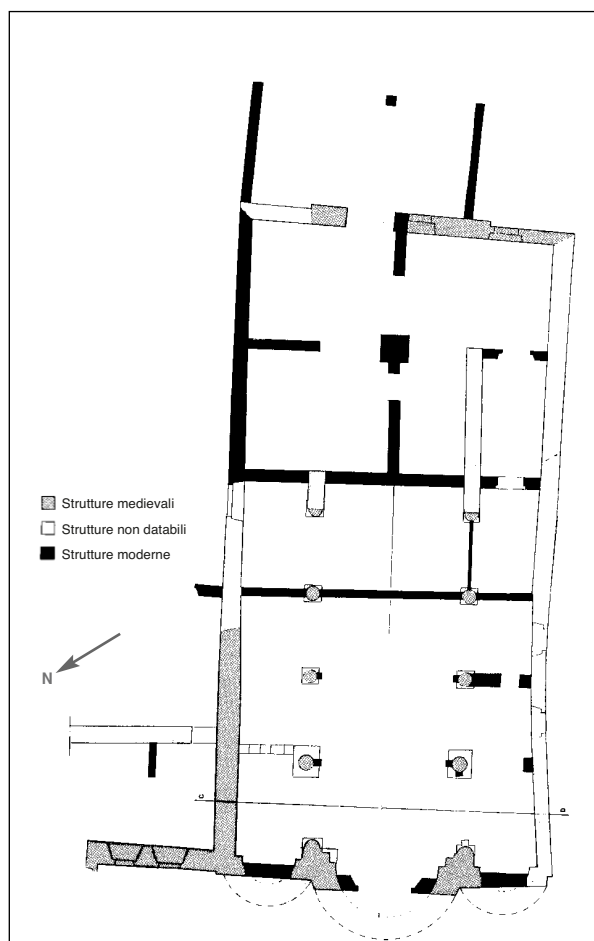 Strutture medievali
Strutture non databili
Strutture moderne
N
C
D